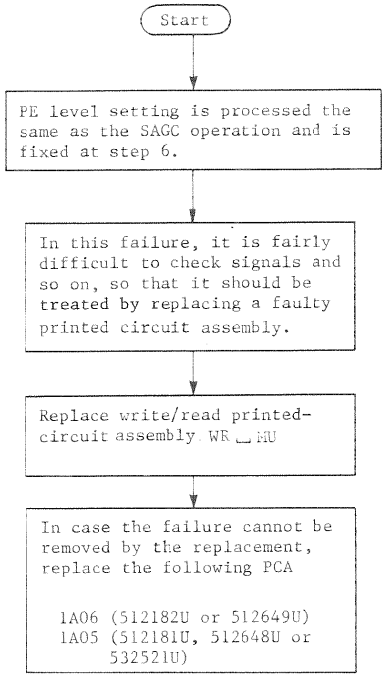 Start
PE level setting is processed the
same as the SAGC operation and is
fixed at step 6.
In this failure, it is fairly
difficult to check signals and
so on, so that it should be
treated by replacing a faulty
printed circuit assembly.
Replace write/read printed-
circuit assembly WR MU
In case the failure cannot be
removed by the replacement,
replace the following PCA
1A06 (512182U or 512649U)
1A05 (512181U, 512648U or
532521U)